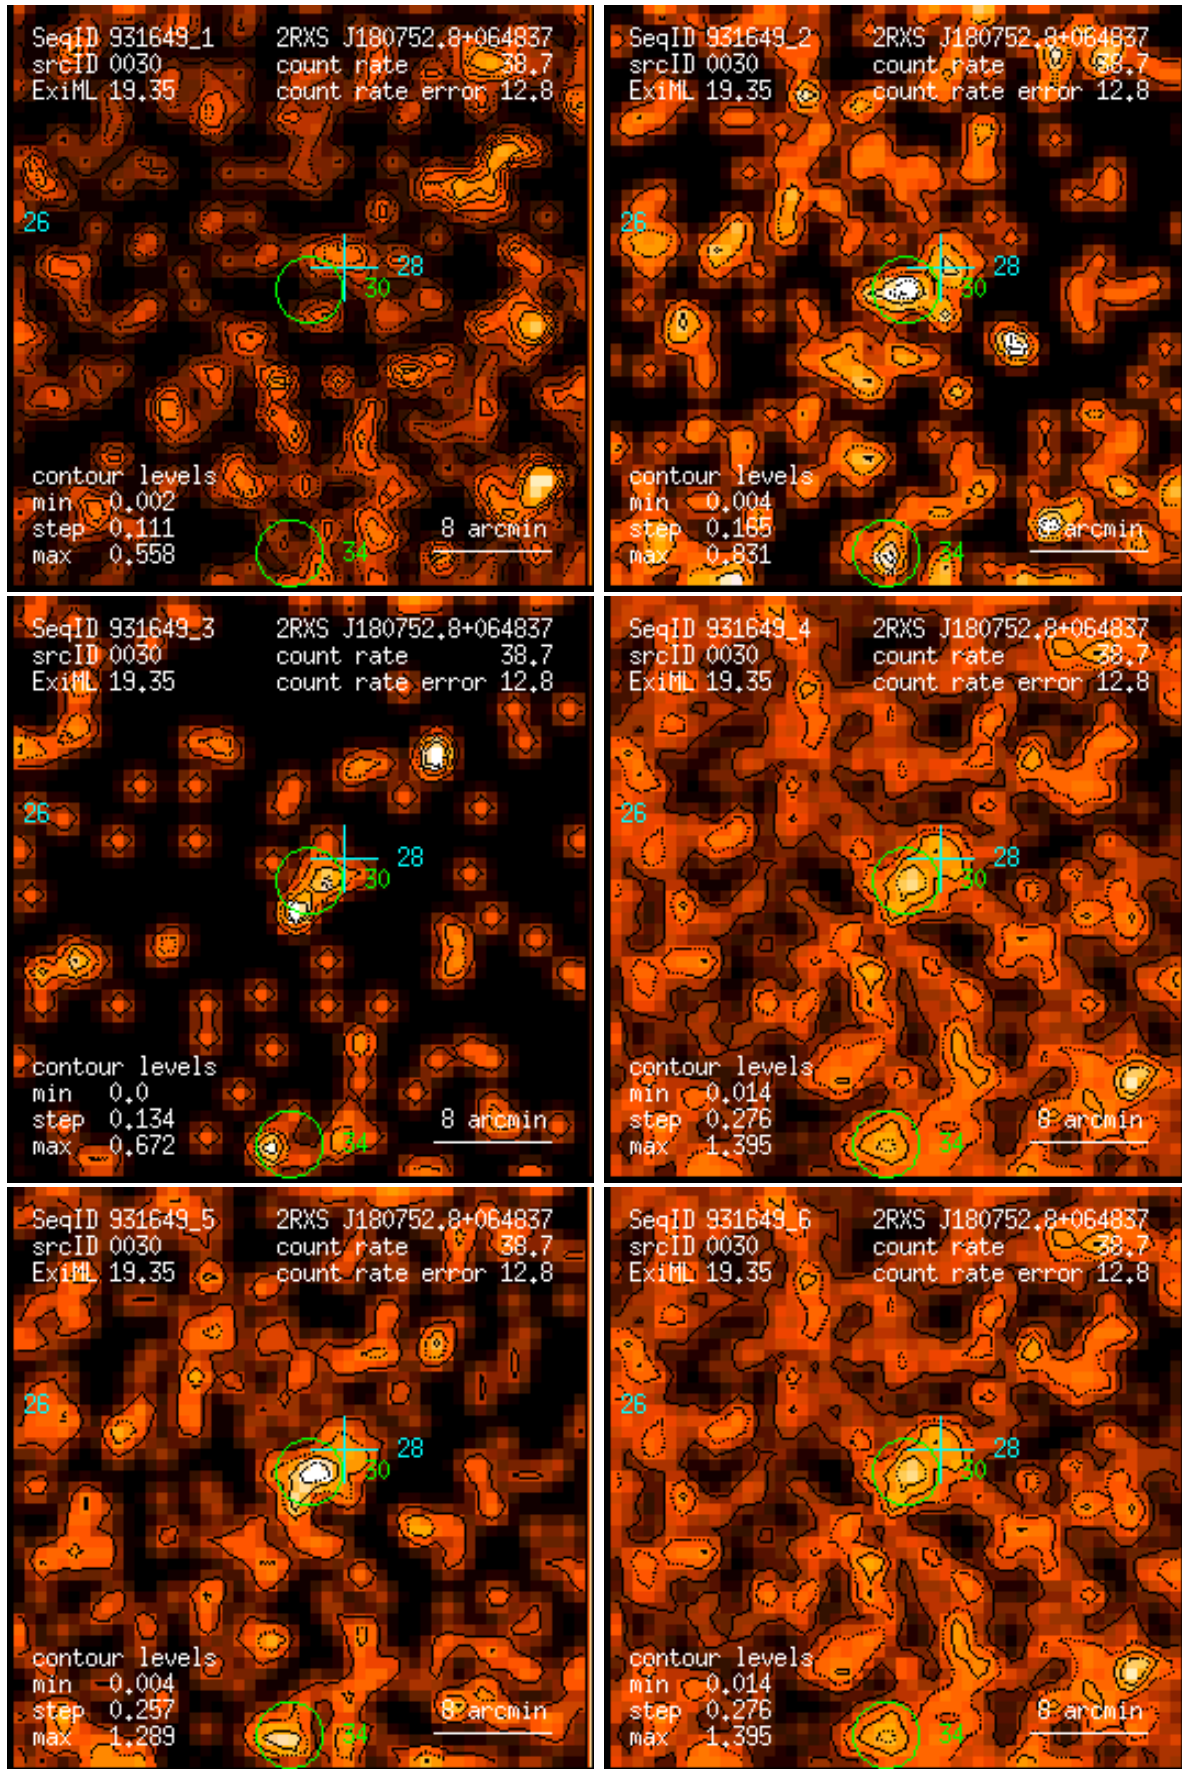 SeqID 931649_1 2RXS J180752.8+064837
srcID 0030 count rate 38.7
ExiML 19.35 count rate error 12.8
26
28
30
contour levels
min 0.002
step 0.111 8 arcmin
max 0.558 34
SeqID 931649_2 2RXS J180752.8+064837
srcID 0030 count rate 38.7
ExiML 19.35 count rate error 12.8
26
28
30
contour levels
min 0.004
step 0.165 8 arcmin
max 0.831 34
SeqID 931649_3 2RXS J180752.8+064837
srcID 0030 count rate 38.7
ExiML 19.35 count rate error 12.8
26
28
30
contour levels
min 0.0
step 0.134 8 arcmin
max 0.672 34
SeqID 931649_4 2RXS J180752.8+064837
srcID 0030 count rate 38.7
ExiML 19.35 count rate error 12.8
26
28
30
contour levels
min 0.014
step 0.276 8 arcmin
max 1.395 34
SeqID 931649_5 2RXS J180752.8+064837
srcID 0030 count rate 38.7
ExiML 19.35 count rate error 12.8
26
28
30
contour levels
min 0.004
step 0.257 8 arcmin
max 1.289 34
SeqID 931649_6 2RXS J180752.8+064837
srcID 0030 count rate 38.7
ExiML 19.35 count rate error 12.8
26
28
30
contour levels
min 0.014
step 0.276 8 arcmin
max 1.395 34